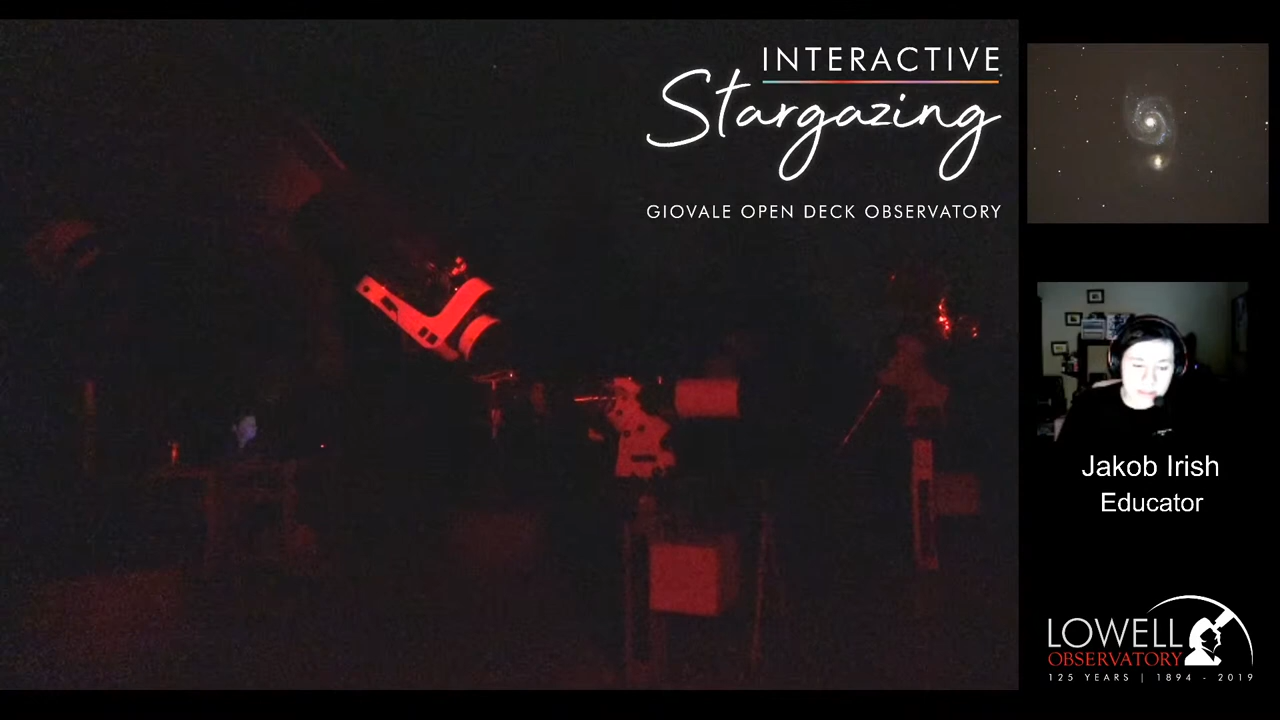 INTERACTIVE
Stargazing
GIOVALE OPEN DECK OBSERVATORY
Jakob Irish
Educator
LOWELL
OBSERVATORY
125 YEARS | 1894 - 2019